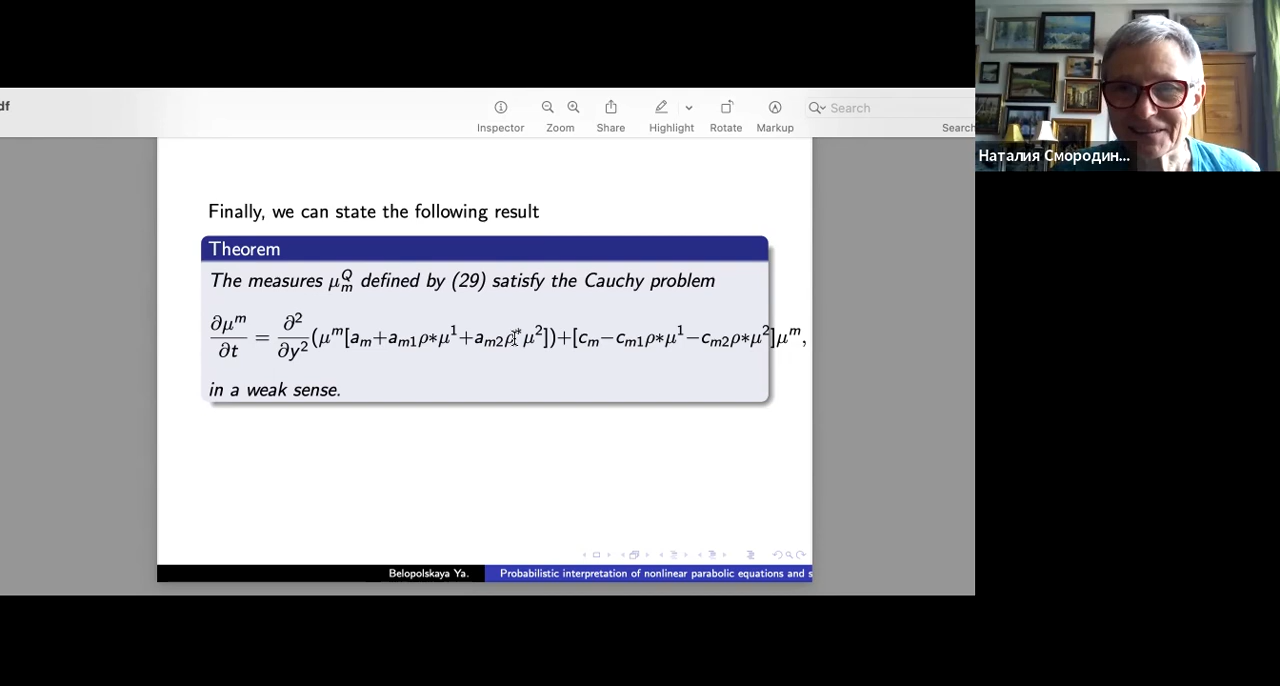 df
Inspector Zoom Share Highlight Rotate Markup Search
Search
Наталия Смородин...
Finally, we can state the following result
Theorem
The measures μ_m^Q defined by (29) satisfy the Cauchy problem
∂μ^m/∂t = ∂²/∂y² (μ^m[a_m+a_{m1}ρ*μ^1+a_{m2}ρ*μ^2])+[c_m−c_{m1}ρ*μ^1−c_{m2}ρ*μ^2]μ^m,
in a weak sense.
Belopolskaya Ya. Probabilistic interpretation of nonlinear parabolic equations and s